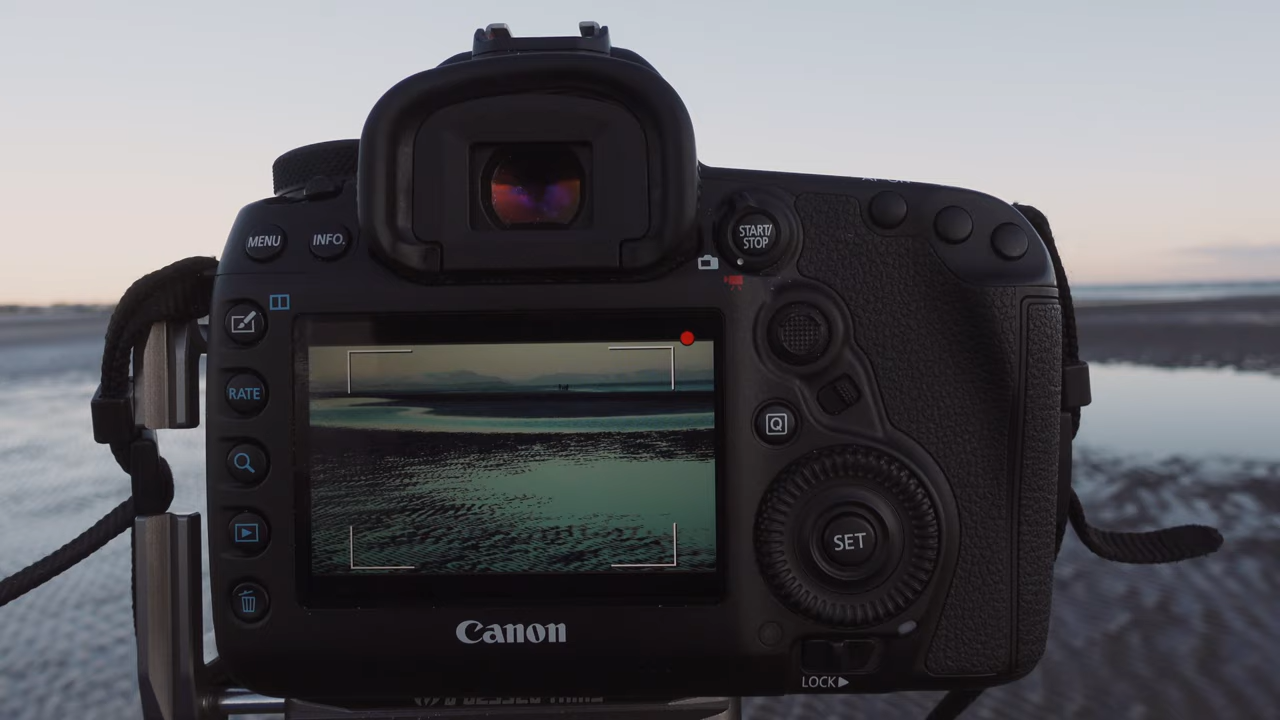 MENU
INFO.
START/
STOP
RATE
Q
SET
Canon
LOCK